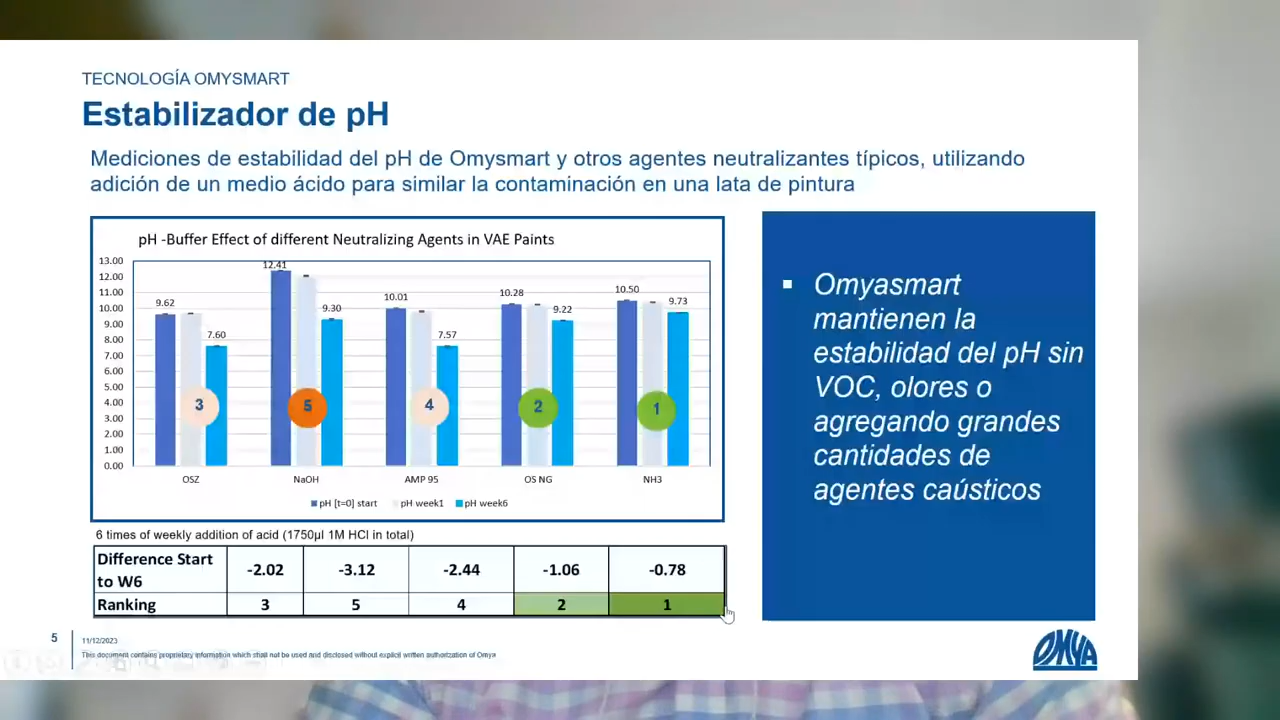 TECNOLOGÍA OMYSMART
Estabilizador de pH
Mediciones de estabilidad del pH de Omysmart y otros agentes neutralizantes típicos, utilizando
adición de un medio ácido para similar la contaminación en una lata de pintura
pH -Buffer Effect of different Neutralizing Agents in VAE Paints
13.00
12.00
11.00
10.00
9.00
8.00
7.00
6.00
5.00
4.00
3.00
2.00
1.00
0.00
9.62
7.60
12.41
9.30
10.01
7.57
10.28
9.22
10.50
9.73
3
5
4
2
1
OSZ
NaOH
AMP 95
OS NG
NH3
pH [t=0] start
pH week1
pH week6
6 times of weekly addition of acid (1750µl 1M HCl in total)
Difference Start
to W6
-2.02
-3.12
-2.44
-1.06
-0.78
Ranking
3
5
4
2
1
Omyasmart
mantienen la
estabilidad del pH sin
VOC, olores o
agregando grandes
cantidades de
agentes caústicos
5
11/12/2023
This document contains proprietary information which shall not be used and disclosed without explicit written authorization of Omya
OMYA